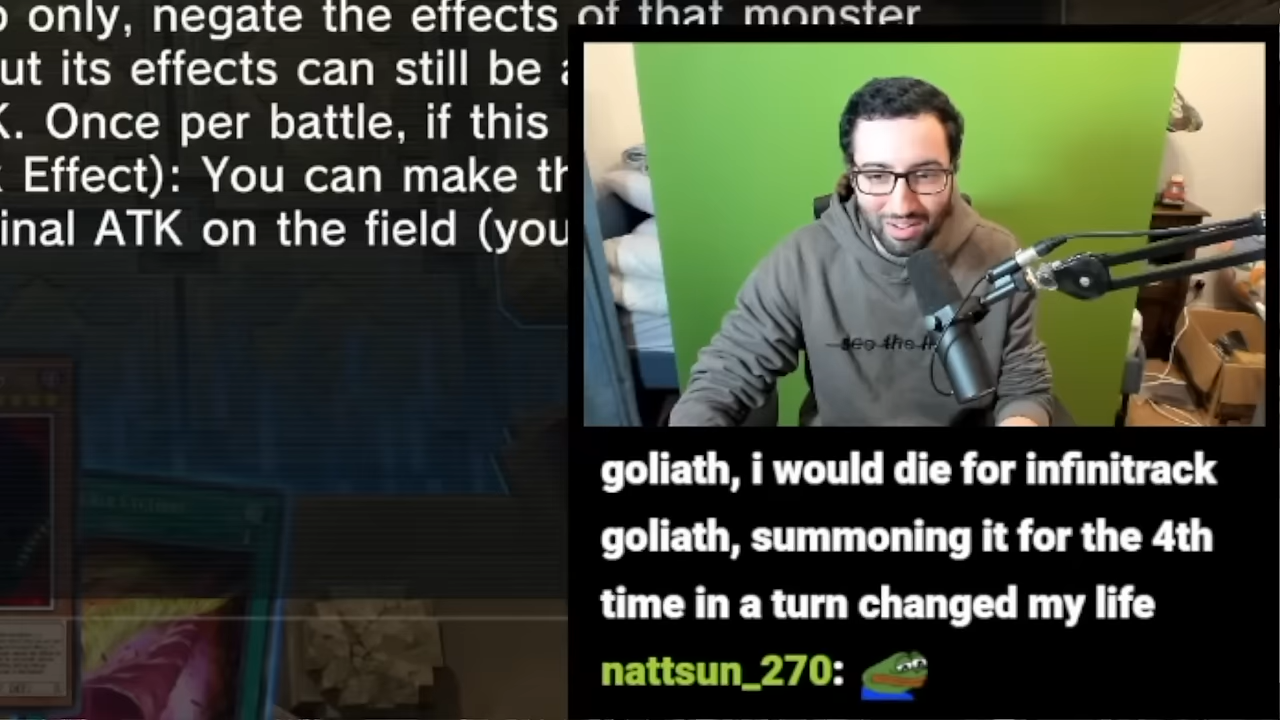 only, negate the effects of that monster
ut its effects can still be
K. Once per battle, if this
Effect): You can make th
inal ATK on the field (you
see the
goliath, i would die for infinitrack
goliath, summoning it for the 4th
time in a turn changed my life
nattsun_270: